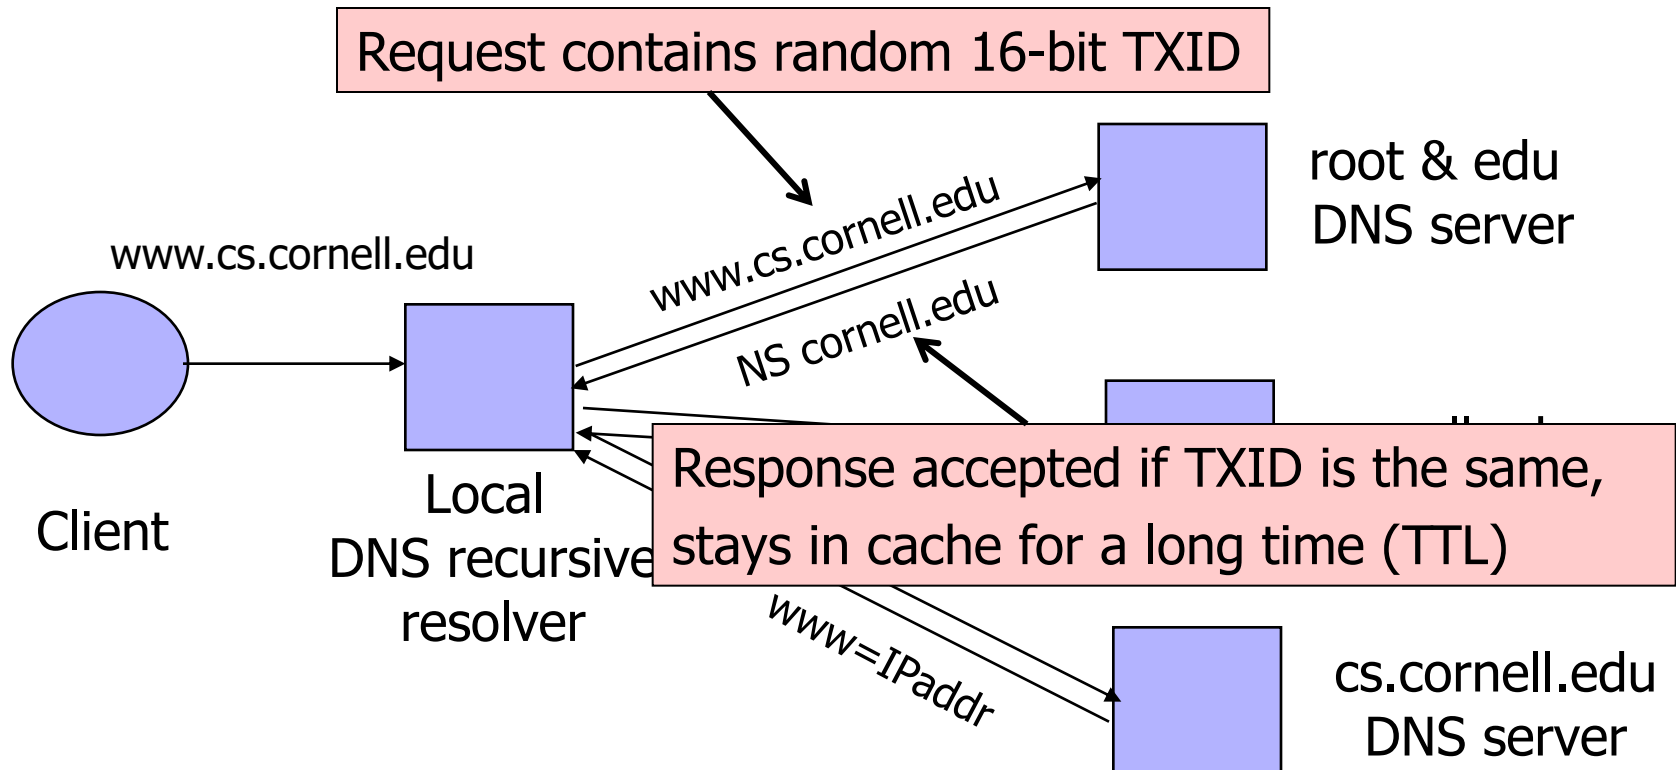 Request contains random 16-bit TXID
root & edu
DNS server
www.cs.cornell.edu
www.cs.cornell.edu
NS cornell.edu
Response accepted if TXID is the same,
stays in cache for a long time (TTL)
Client
Local
DNS recursive
resolver
www=IPaddr
cs.cornell.edu
DNS server